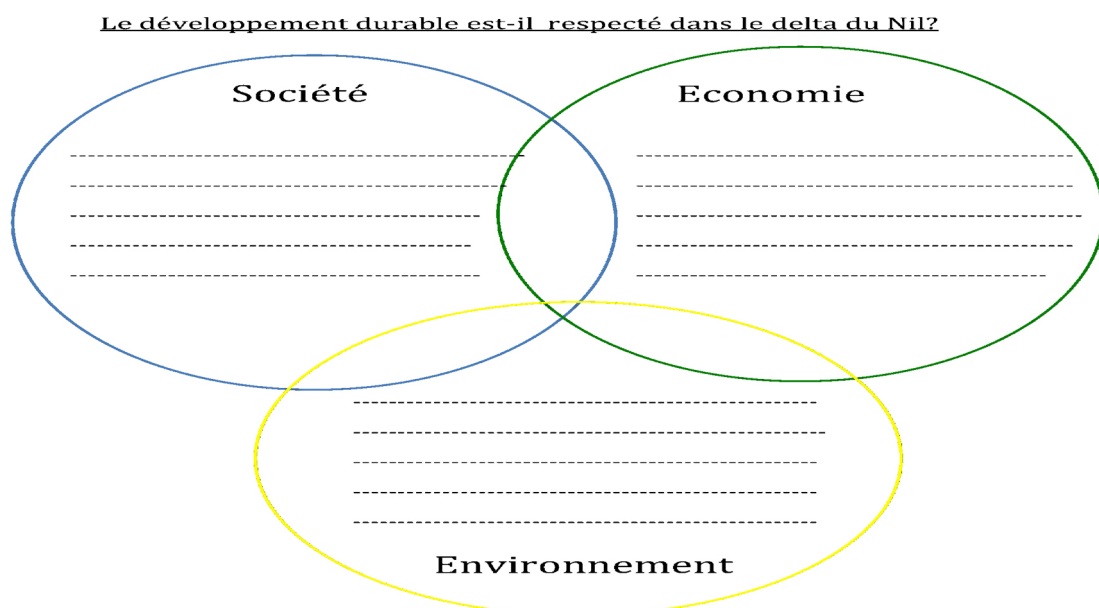 Le développement durable est-il respecté dans le delta du Nil?
Société
Economie
Environnement